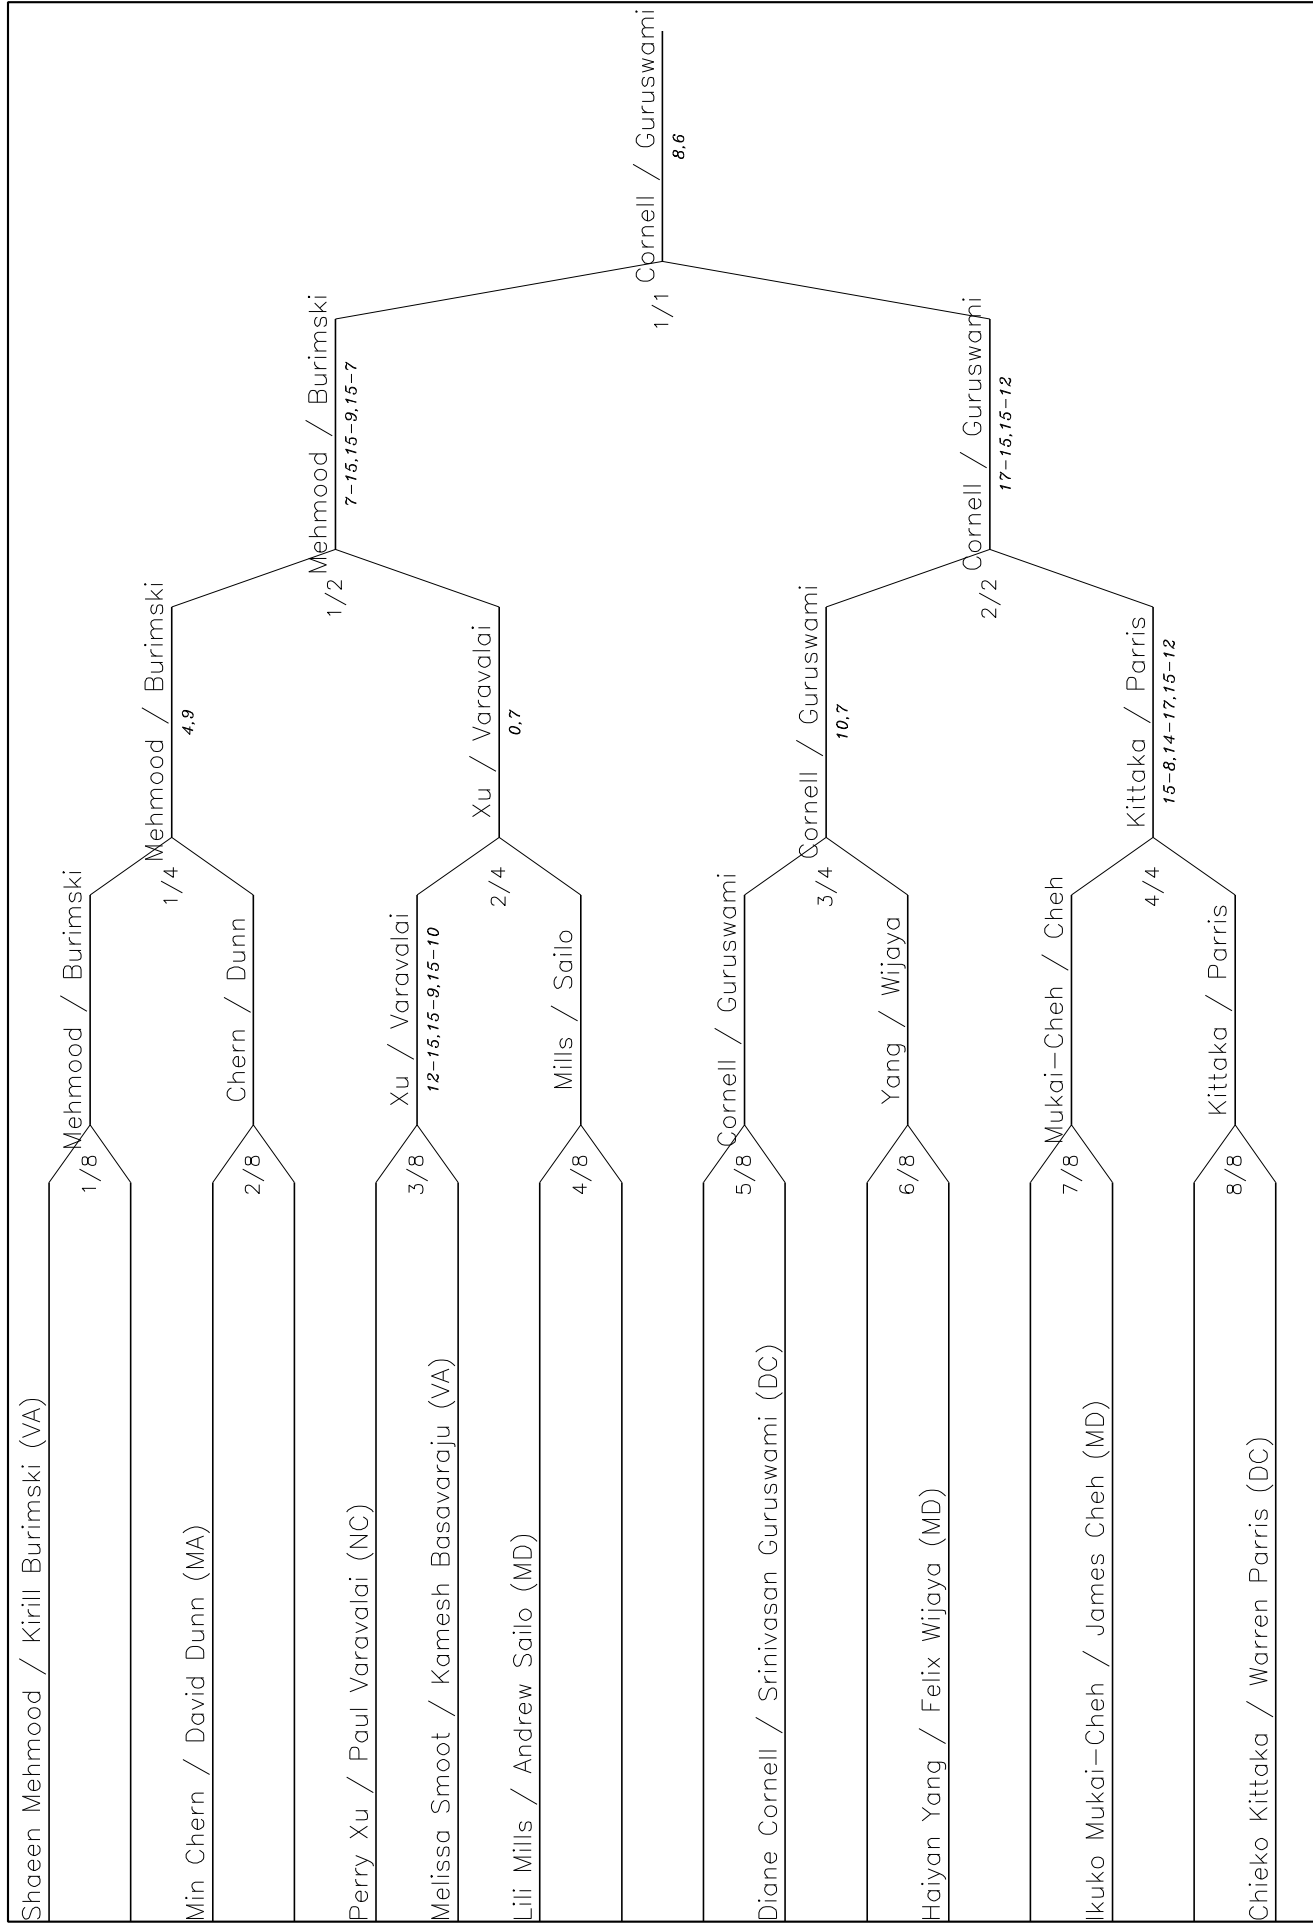 Shaeen Mehmood / Kirill Burimski (VA)
Min Chern / David Dunn (MA)
Perry Xu / Paul Varavalai (NC)
Melissa Smoot / Kamesh Basavaraju (VA)
Lili Mills / Andrew Sailo (MD)
Diane Cornell / Srinivasan Guruswami (DC)
Haiyan Yang / Felix Wijaya (MD)
Ikuko Mukai-Cheh / James Cheh (MD)
Chieko Kittaka / Warren Parris (DC)
1/8
Mehmood / Burimski
2/8
Chern / Dunn
3/8
Xu / Varavalai
12-15,15-9,15-10
4/8
Mills / Sailo
5/8
Cornell / Guruswami
6/8
Yang / Wijaya
7/8
Mukai-Cheh / Cheh
8/8
Kittaka / Parris
1/4
Mehmood / Burimski
4,9
2/4
Xu / Varavalai
0,7
3/4
Cornell / Guruswami
10,7
4/4
Kittaka / Parris
15-8,14-17,15-12
1/2
Mehmood / Burimski
7-15,15-9,15-7
2/2
Cornell / Guruswami
17-15,15-12
1/1
Cornell / Guruswami
8,6